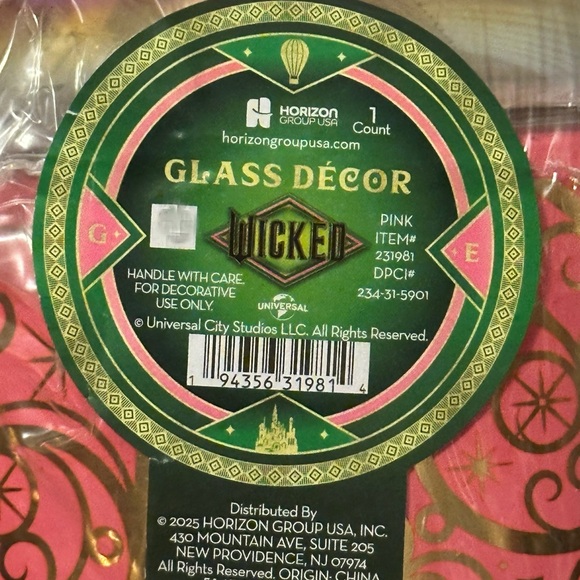 HORIZON
GROUP USA
1
Count
horizongroupusa.com
GLASS DÉCOR
G
WICKED
PINK
ITEM#
231981
DPCI#
234-31-5901
E
HANDLE WITH CARE.
FOR DECORATIVE
USE ONLY.
UNIVERSAL
© Universal City Studios LLC. All Rights Reserved.
1 94356 31981 4
Distributed By
© 2025 HORIZON GROUP USA, INC.
430 MOUNTAIN AVE, SUITE 205
NEW PROVIDENCE, NJ 07974
All Rights Reserved. ORIGIN: CHINA